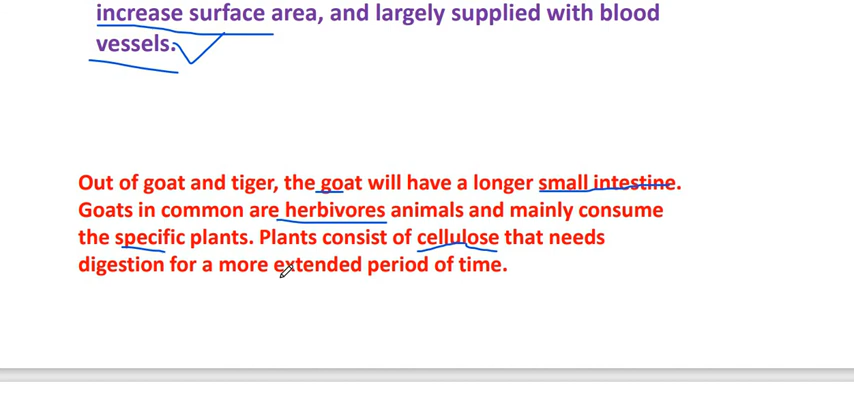 increase surface area, and largely supplied with blood
vessels.
Out of goat and tiger, the goat will have a longer small intestine.
Goats in common are herbivores animals and mainly consume
the specific plants. Plants consist of cellulose that needs
digestion for a more extended period of time.